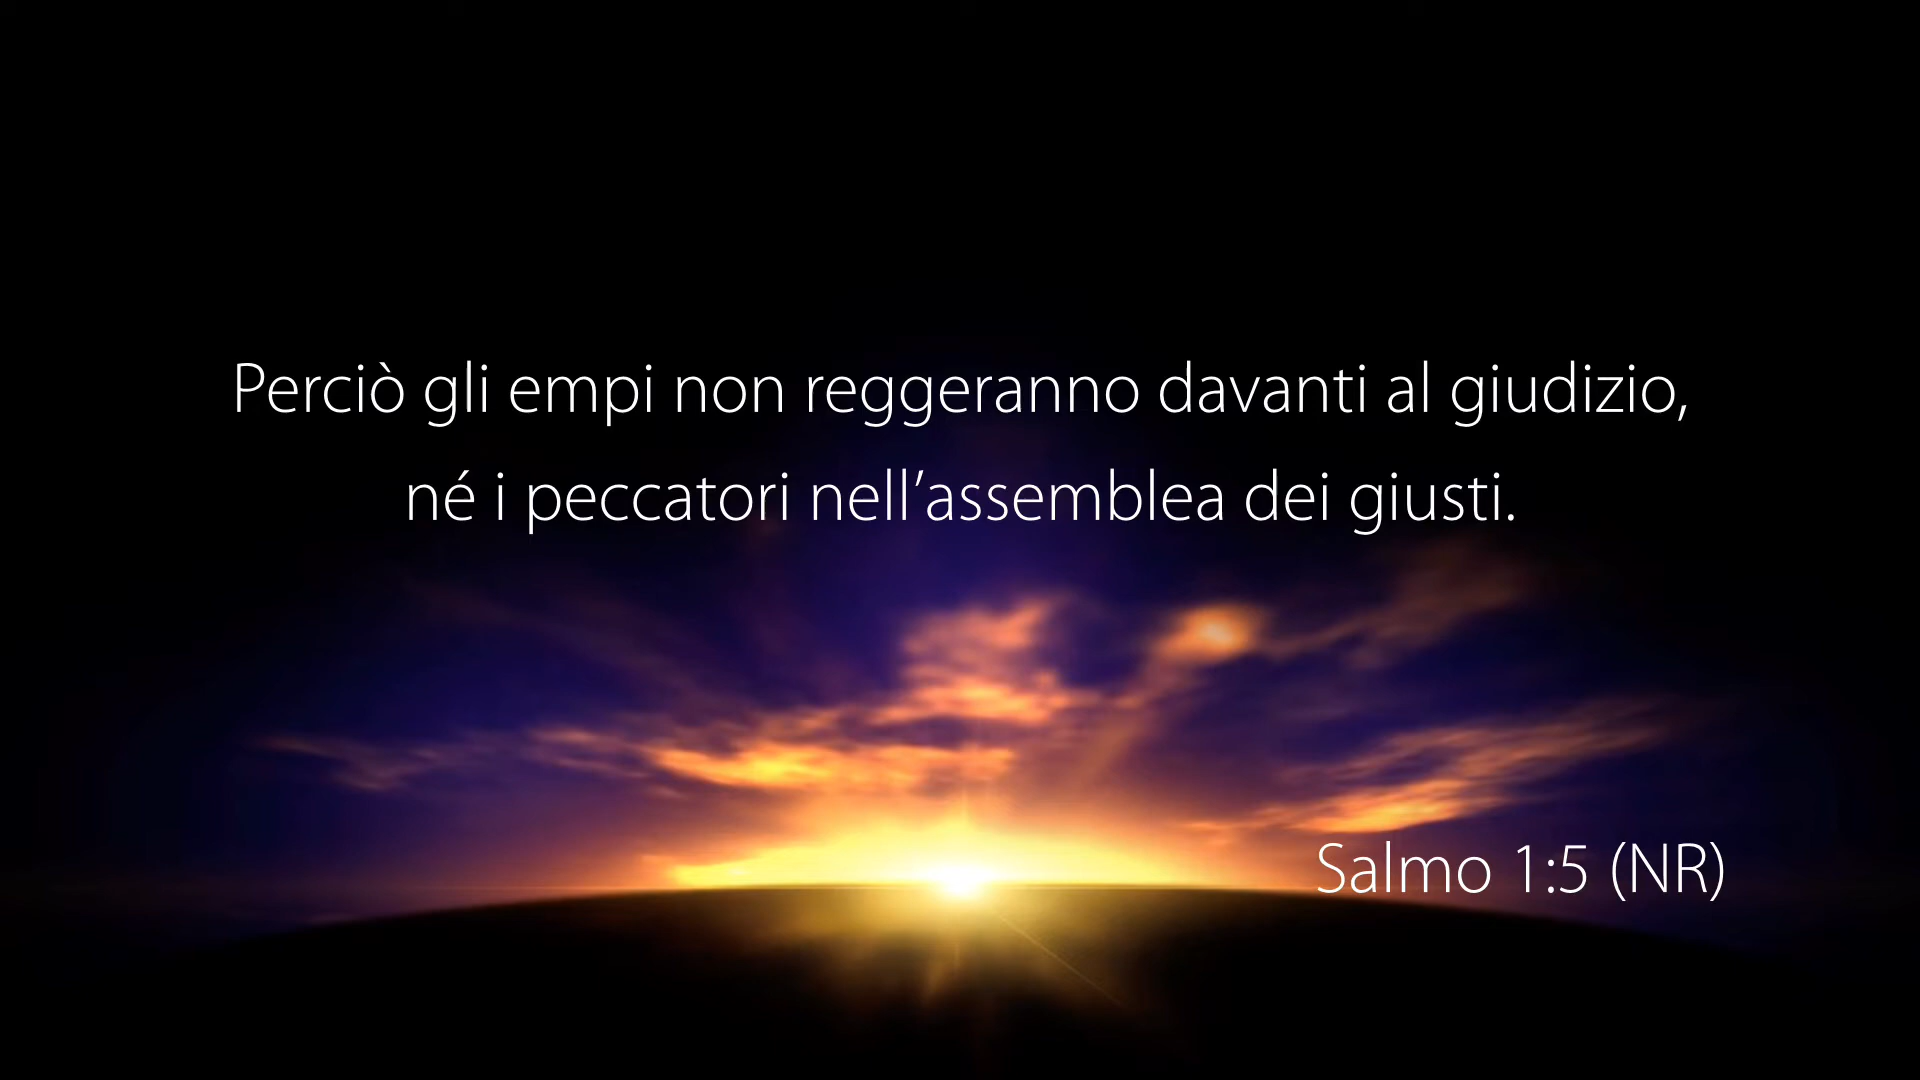 Perciò gli empi non reggeranno davanti al giudizio,
né i peccatori nell’assemblea dei giusti.
Salmo 1:5 (NR)